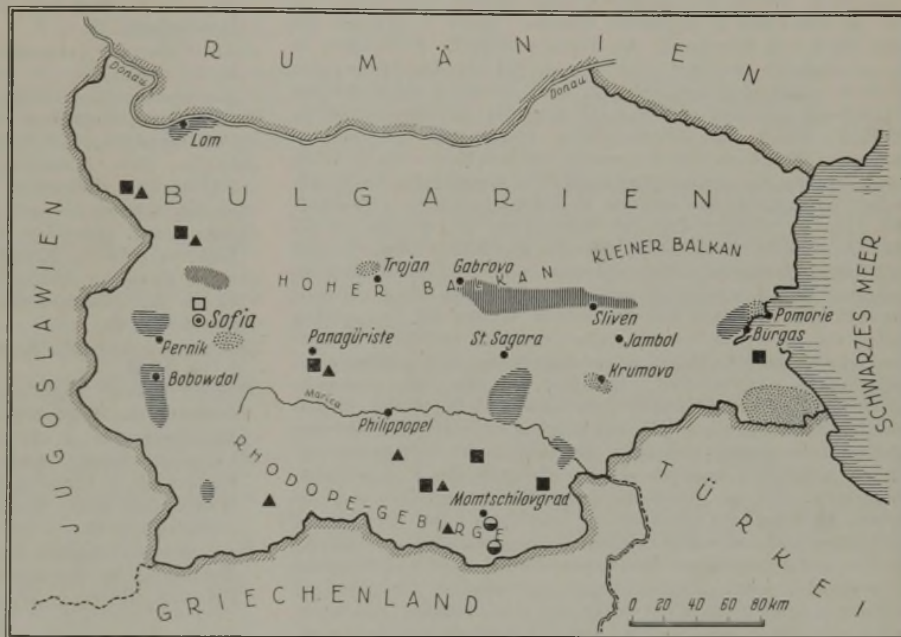 RUMÄNIEN
Donau
Donau
Lom
BULGARIEN
JUGOSLAWIEN
KLEINER BALKAN
Trojan
Gabrovo
HOHER BALKAN
Sliven
Pomorie
Burgas
SCHWARZES MEER
Sofia
Pernik
Panagüriste
St. Sagora
Jambol
Bobowdol
Krumova
Marica
Philippopel
RHODOPE-GEBIRGE
Momtschilovgrad
TÜRKEI
GRIECHENLAND
0 20 40 60 80 km